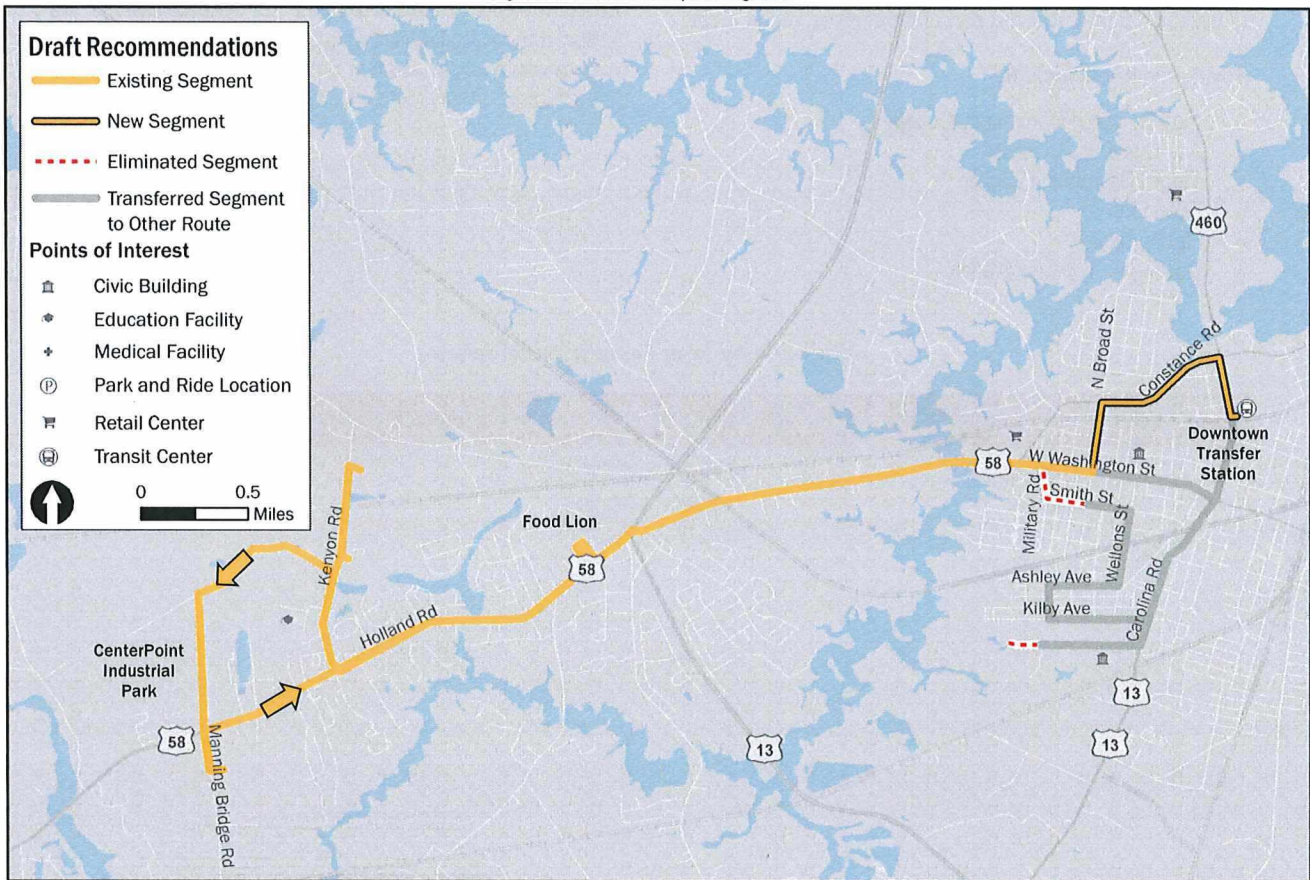 Draft Recommendations
Existing Segment
New Segment
Eliminated Segment
Transferred Segment
to Other Route
Points of Interest
Civic Building
Education Facility
Medical Facility
P Park and Ride Location
Retail Center
Transit Center
0 0.5
Miles
460
N Broad St
Constance Rd
Downtown
Transfer
Station
58
W Washington St
Military Rd
Smith St
Wellons St
Ashley Ave
Kilby Ave
Carolina Rd
13
13
13
Food Lion
58
Kenyon Rd
Holland Rd
CenterPoint
Industrial
Park
58
Manning Bridge Rd